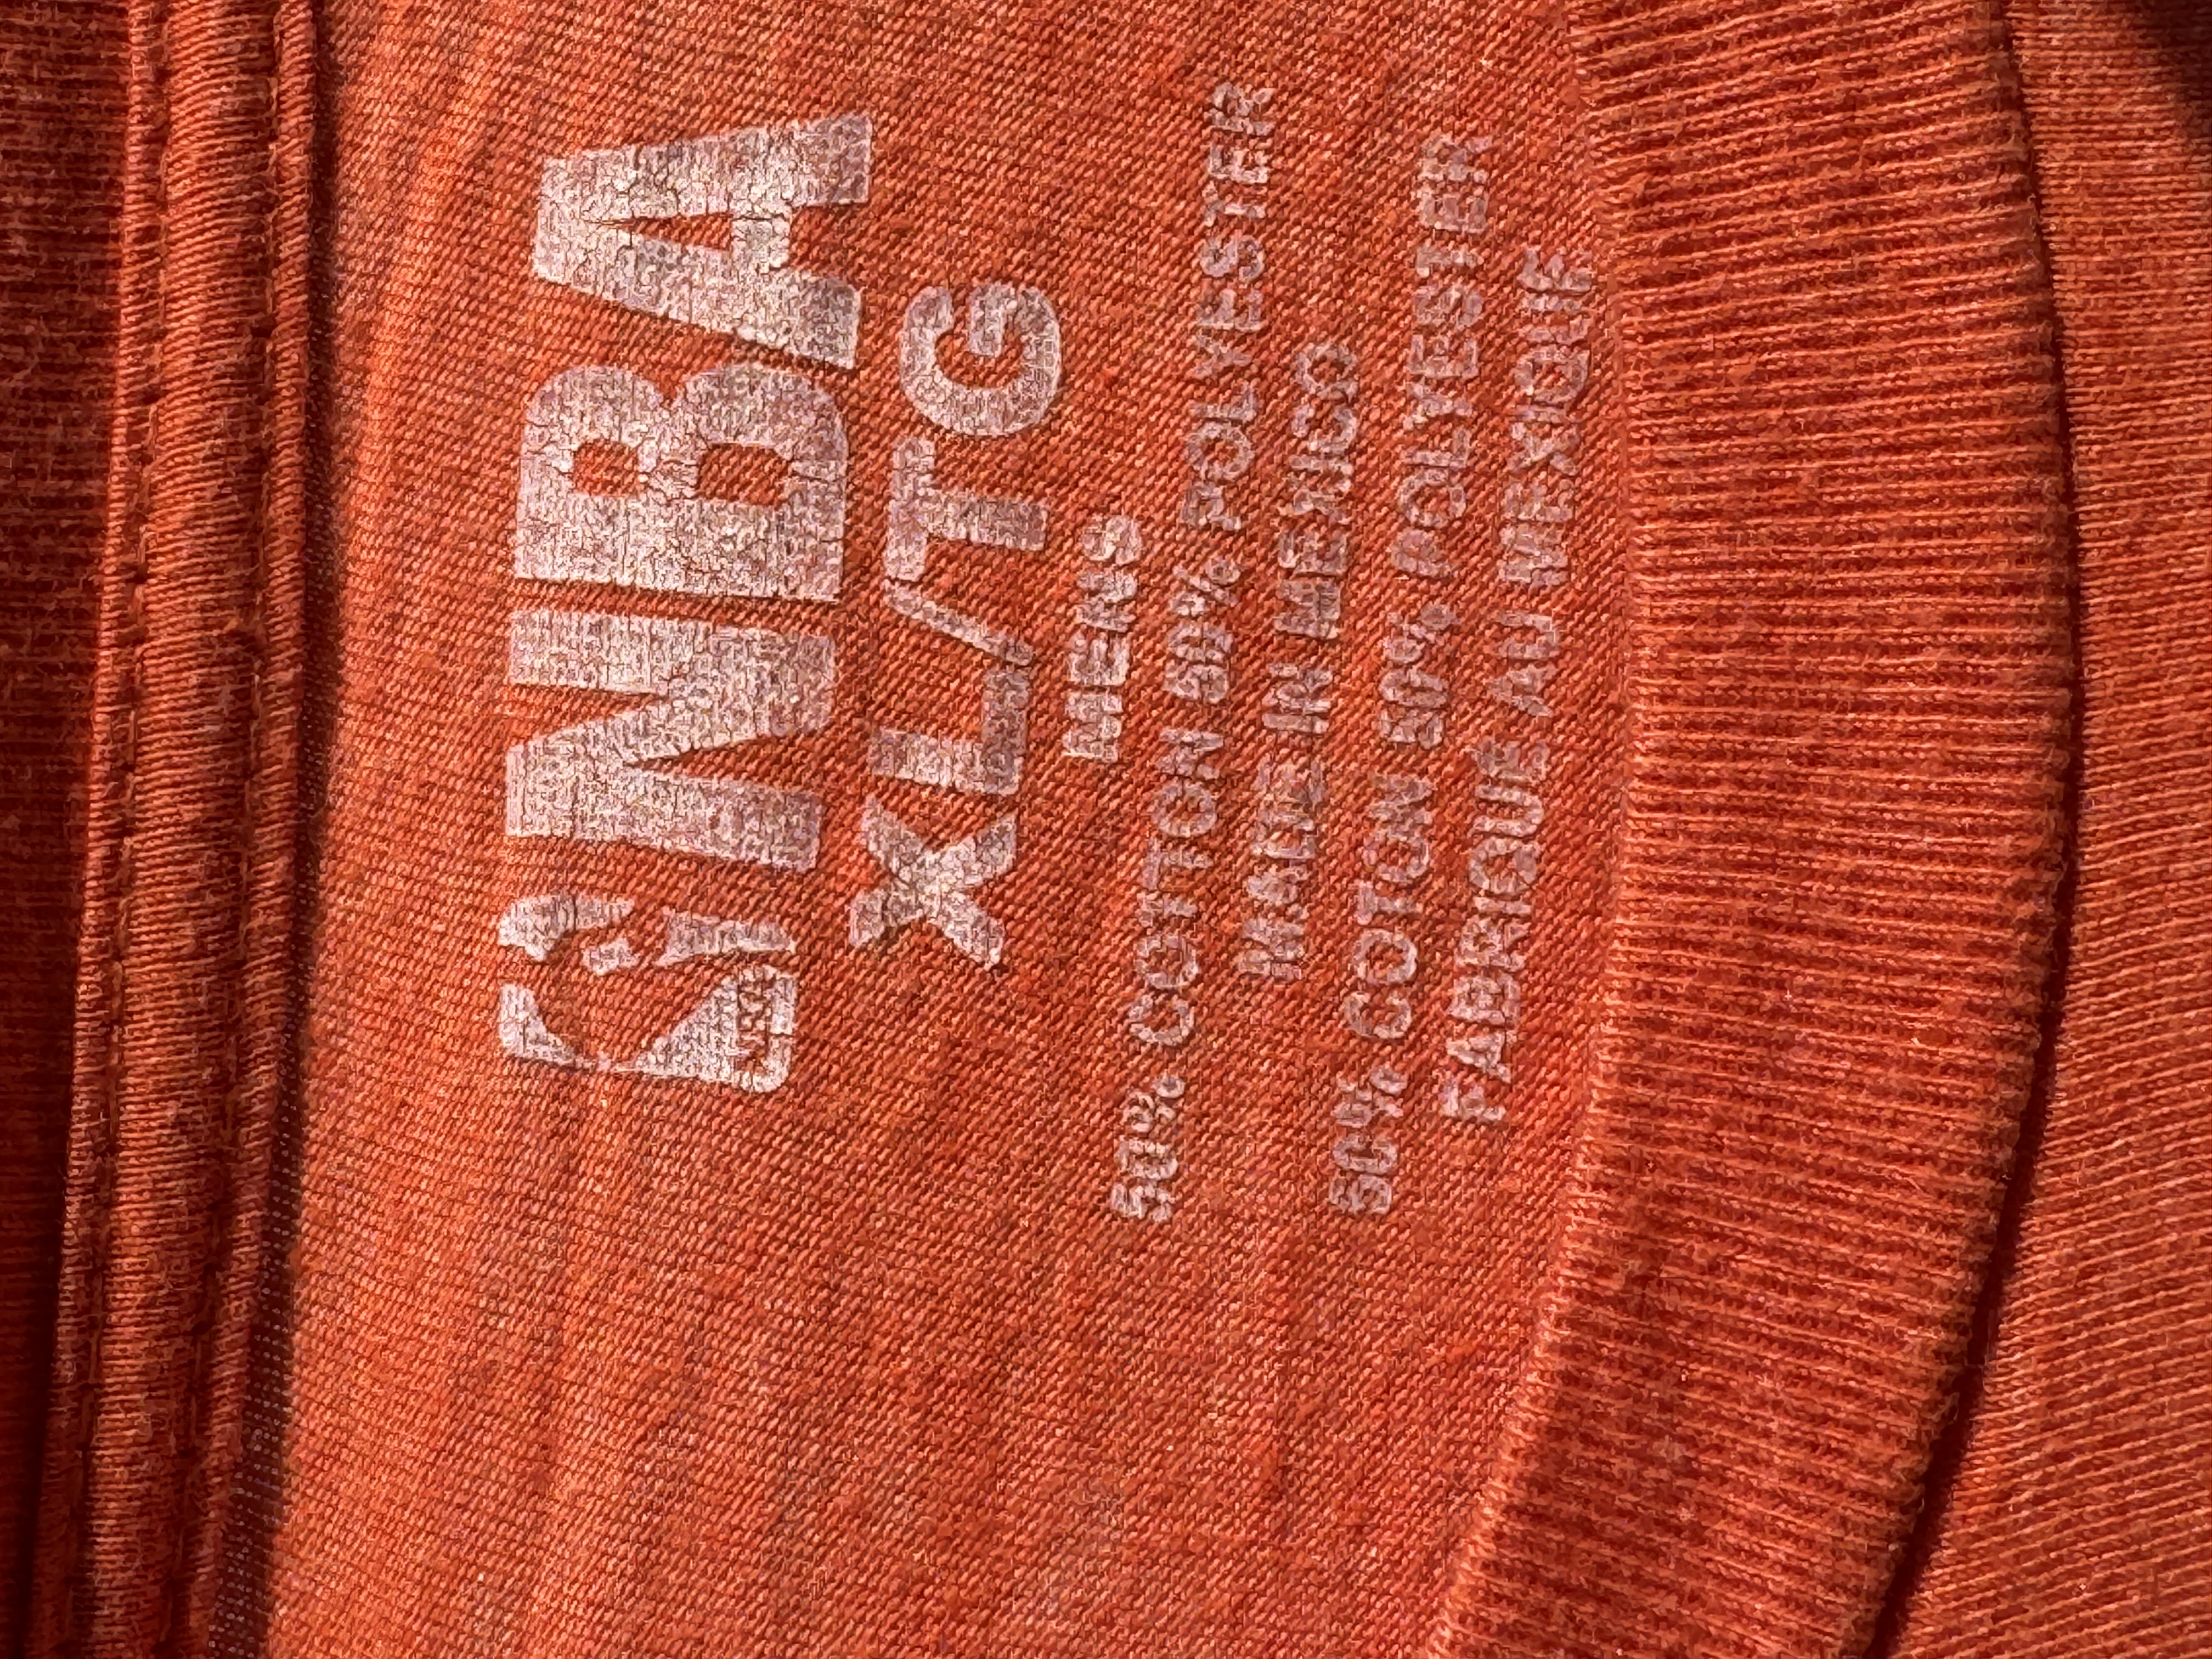 NBA
XL/TG
MENS
50% COTTON 50% POLYESTER
MADE IN MEXICO
50% COTON 50% POLYESTER
FABRIQUE AU MEXIQUE